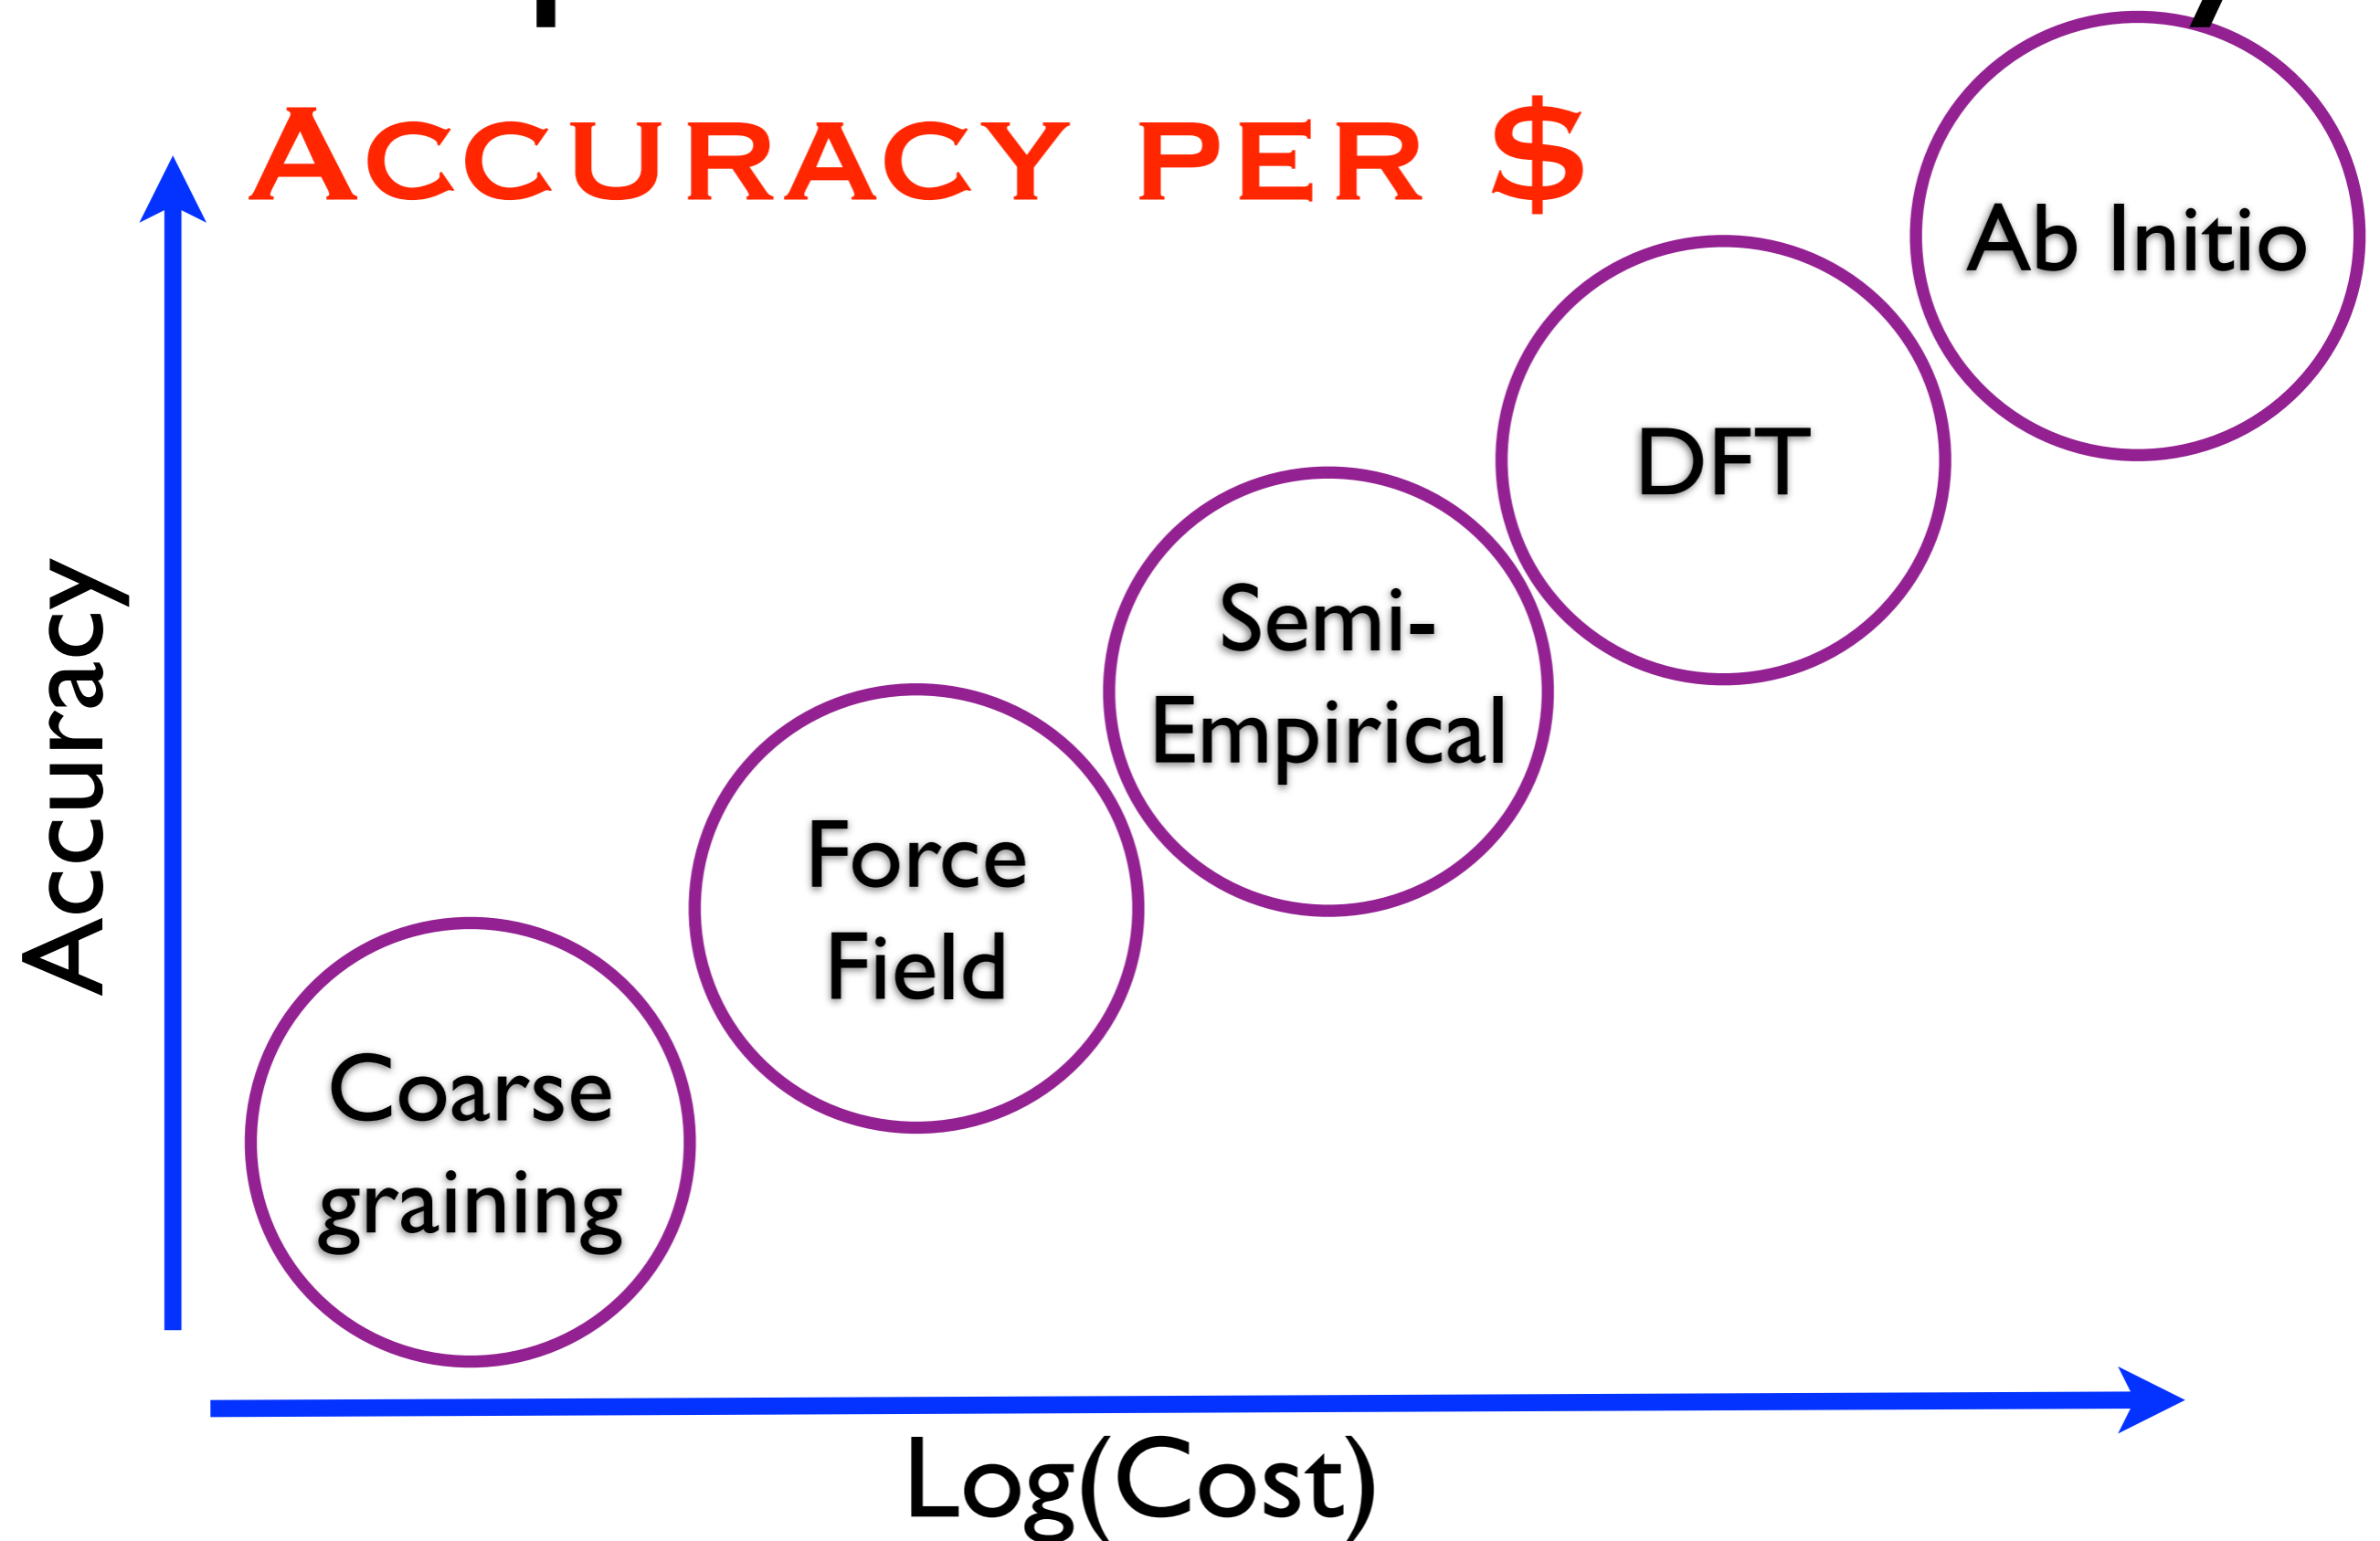 ACCURACY PER $
Ab Initio
DFT
Semi-
Empirical
Force
Field
Coarse
graining
Accuracy
Log(Cost)